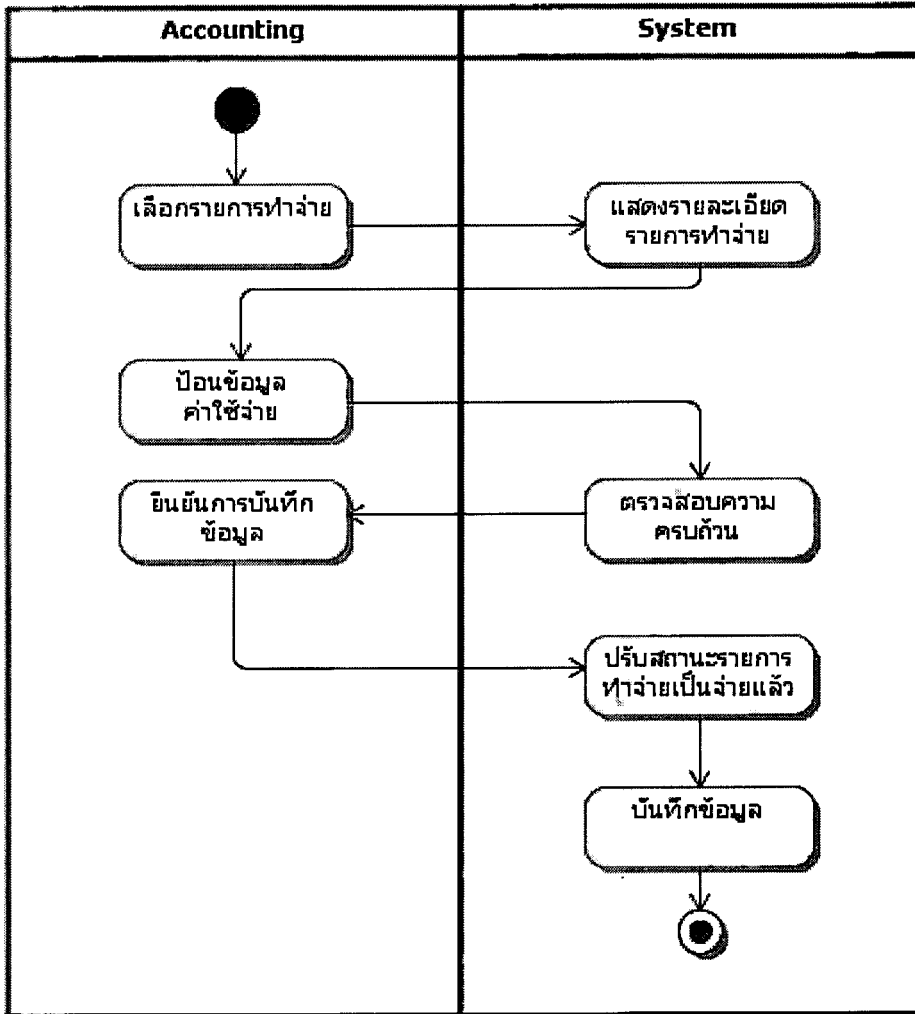 Accounting
System
เลือกรายการทำจ่าย
แสดงรายละเอียด
รายการทำจ่าย
ป้อนข้อมูล
ค่าใช้จ่าย
ตรวจสอบความ
ครบถ้วน
ยืนยันการบันทึก
ข้อมูล
ปรับสถานะรายการ
ทำจ่ายเป็นจ่ายแล้ว
บันทึกข้อมูล